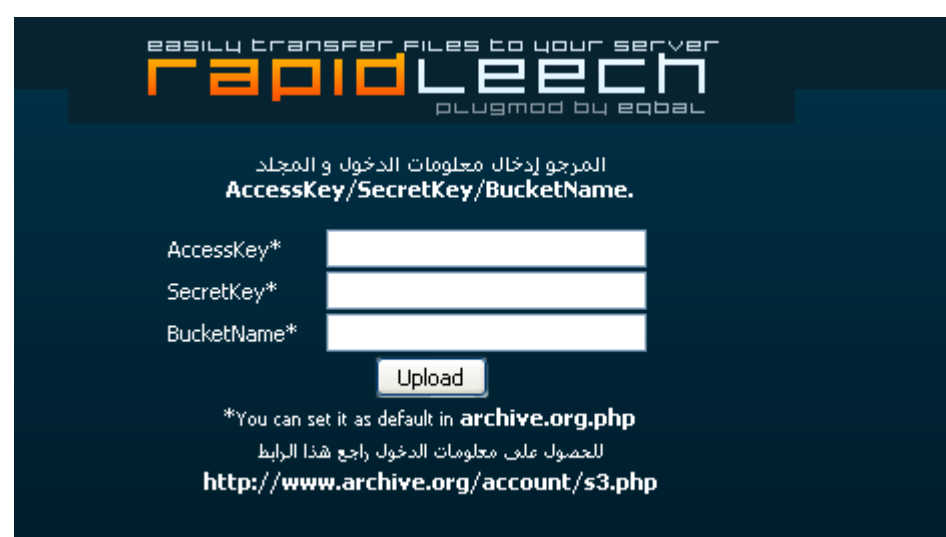 easily transfer files to your server
rapidleech
plugmod by eqbal
المرجو إدخال معلومات الدخول و المجلد
AccessKey/SecretKey/BucketName.
AccessKey*
SecretKey*
BucketName*
Upload
*You can set it as default in archive.org.php
للحصول على معلومات الدخول راجع هذا الرابط
http://www.archive.org/account/s3.php